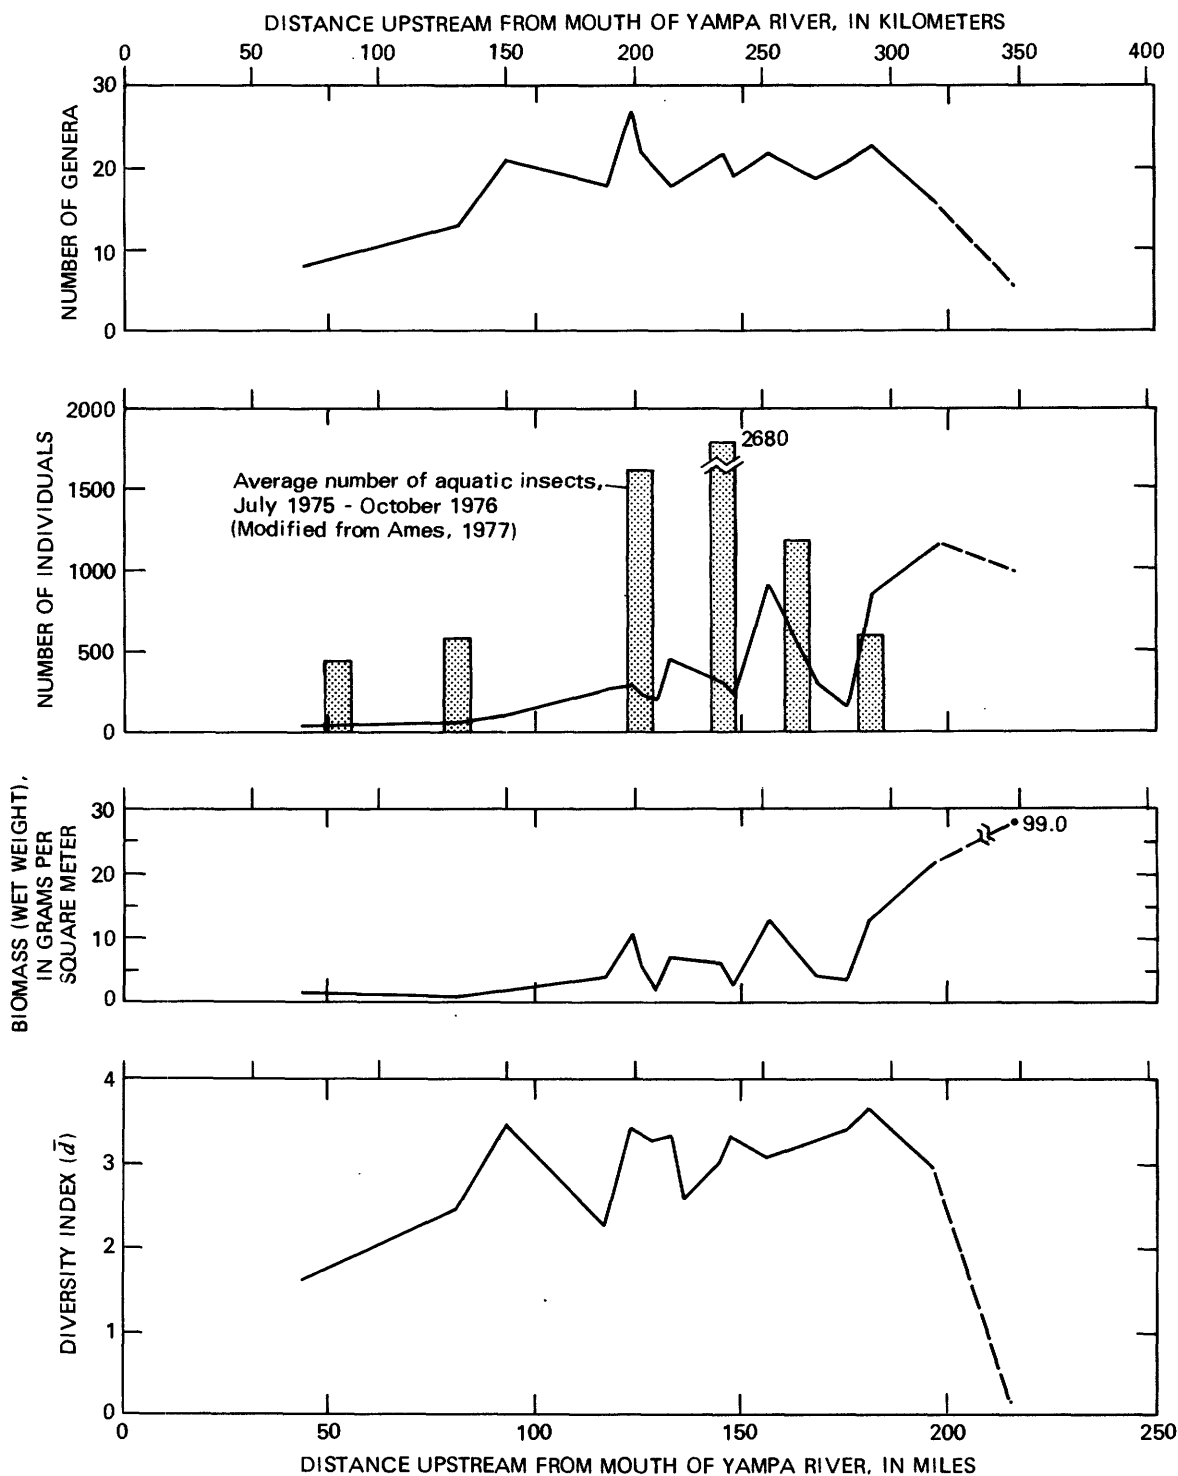 DISTANCE UPSTREAM FROM MOUTH OF YAMPA RIVER, IN KILOMETERS
0 50 100 150 200 250 300 348 400
30
20
10
0
NUMBER OF GENERA
2000
1500
1000
500
0
NUMBER OF INDIVIDUALS
2680
Average number of aquatic insects,
July 1975 - October 1976
(Modified from Ames, 1977)
30
20
10
0
BIOMASS (WET WEIGHT),
IN GRAMS PER
SQUARE METER
99.0
4
3
2
1
0
DIVERSITY INDEX (d̅)
0 50 100 150 200 250
DISTANCE UPSTREAM FROM MOUTH OF YAMPA RIVER, IN MILES